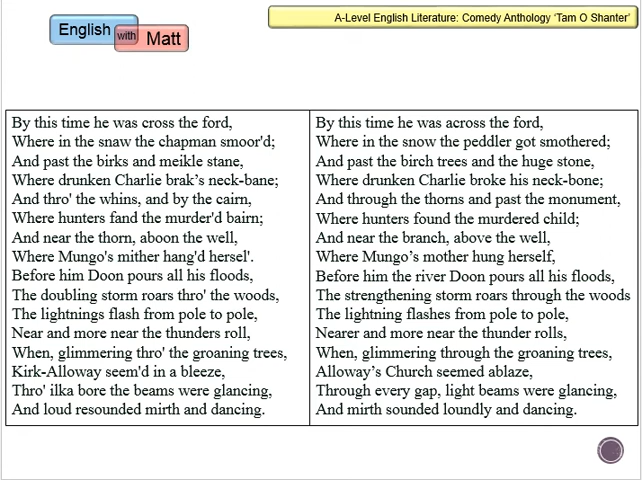 English with Matt
A-Level English Literature: Comedy Anthology ‘Tam O Shanter’
By this time he was cross the ford,
Where in the snaw the chapman smoor'd;
And past the birks and meikle stane,
Where drunken Charlie brak’s neck-bane;
And thro' the whins, and by the cairn,
Where hunters fand the murder'd bairn;
And near the thorn, aboon the well,
Where Mungo's mither hang'd hersel'.
Before him Doon pours all his floods,
The doubling storm roars thro' the woods,
The lightnings flash from pole to pole,
Near and more near the thunders roll,
When, glimmering thro' the groaning trees,
Kirk-Alloway seem'd in a bleeze,
Thro' ilka bore the beams were glancing,
And loud resounded mirth and dancing.
By this time he was across the ford,
Where in the snow the peddler got smothered;
And past the birch trees and the huge stone,
Where drunken Charlie broke his neck-bone;
And through the thorns and past the monument,
Where hunters found the murdered child;
And near the branch, above the well,
Where Mungo’s mother hung herself,
Before him the river Doon pours all his floods,
The strengthening storm roars through the woods
The lightning flashes from pole to pole,
Nearer and more near the thunder rolls,
When, glimmering through the groaning trees,
Alloway’s Church seemed ablaze,
Through every gap, light beams were glancing,
And mirth sounded loundly and dancing.